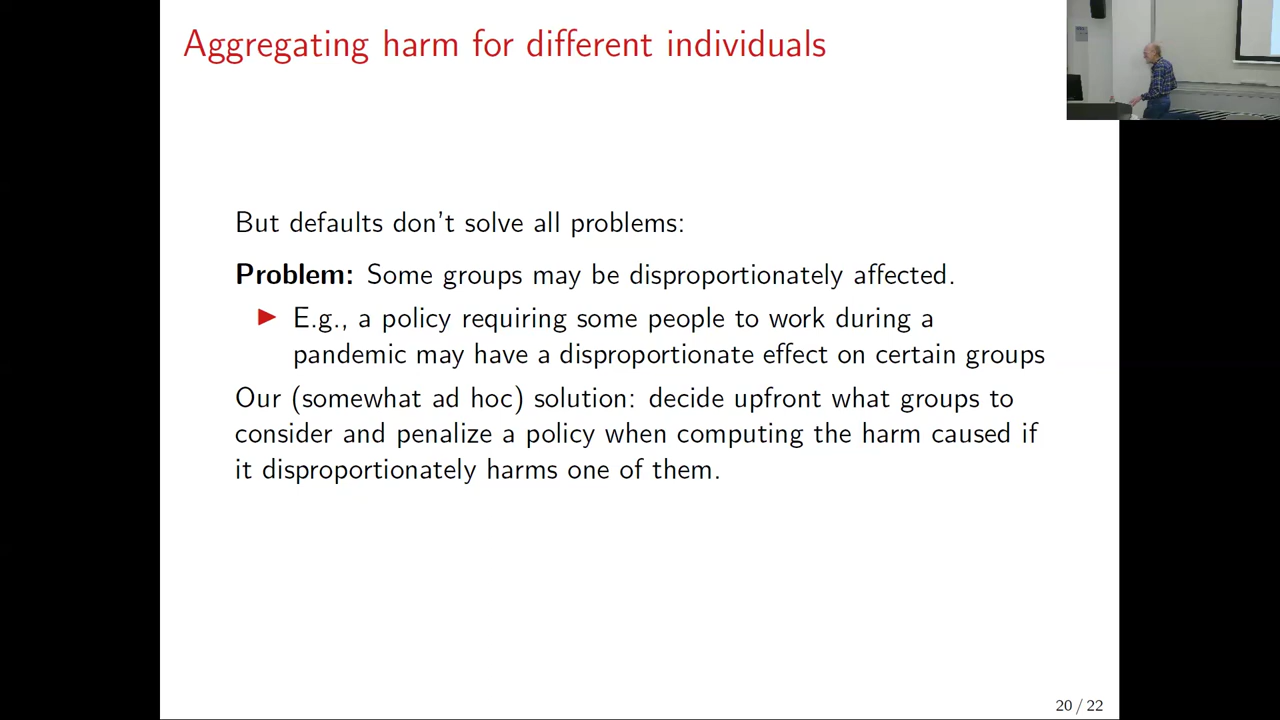 Aggregating harm for different individuals
But defaults don't solve all problems:
Problem: Some groups may be disproportionately affected.
▶ E.g., a policy requiring some people to work during a
pandemic may have a disproportionate effect on certain groups
Our (somewhat ad hoc) solution: decide upfront what groups to
consider and penalize a policy when computing the harm caused if
it disproportionately harms one of them.
20 / 22